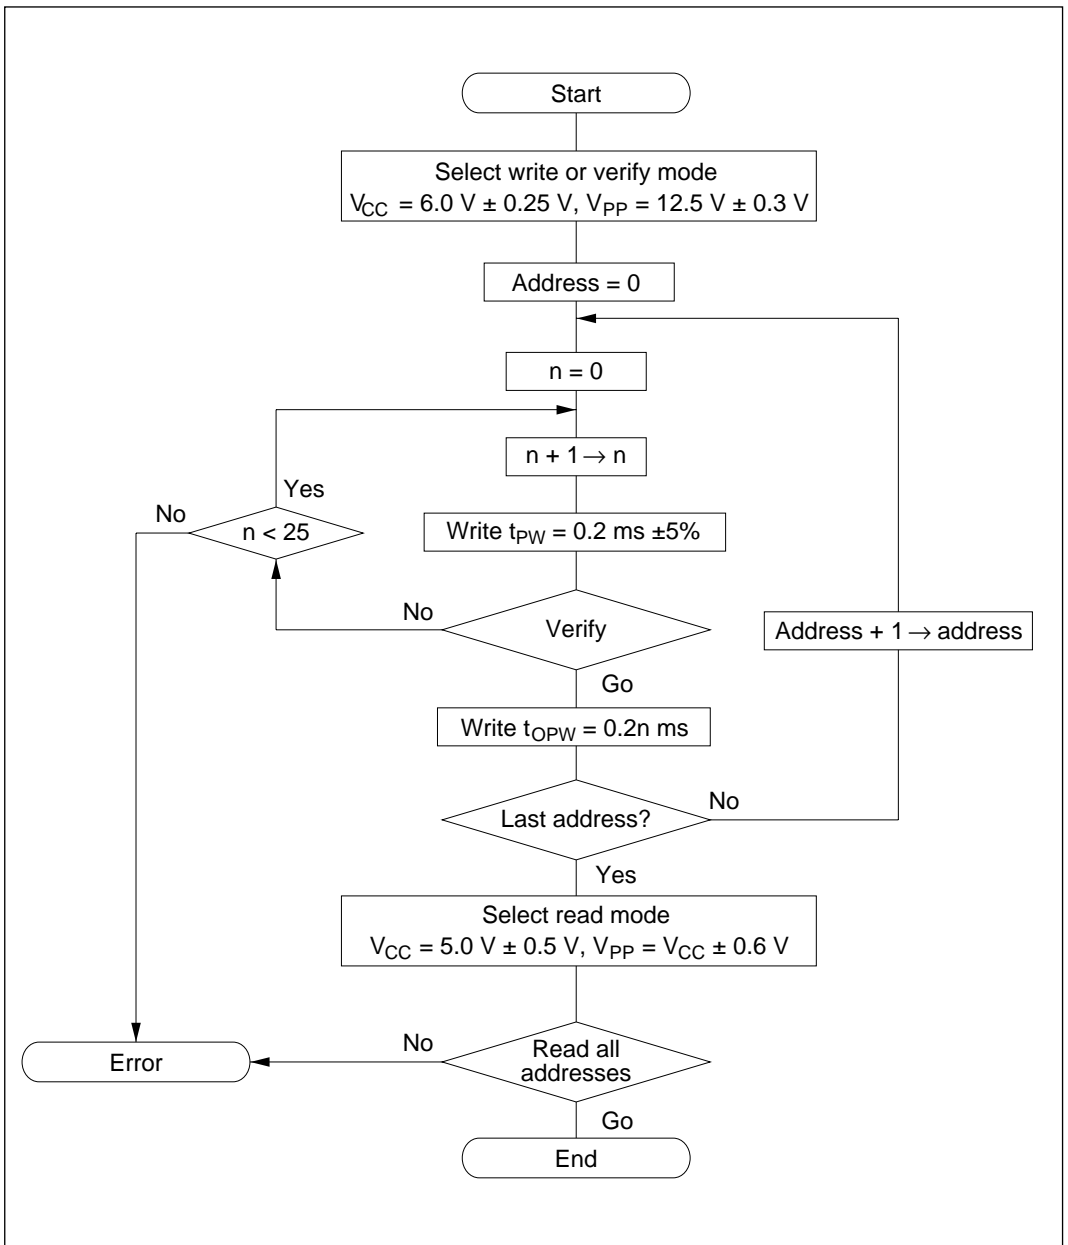 Start
Select write or verify mode
VCC = 6.0 V ± 0.25 V, VPP = 12.5 V ± 0.3 V
Address = 0
n = 0
n + 1 → n
Yes
No
n < 25
Write tPW = 0.2 ms ±5%
No
Verify
Address + 1 → address
Go
Write tOPW = 0.2n ms
No
Last address?
Yes
Select read mode
VCC = 5.0 V ± 0.5 V, VPP = VCC ± 0.6 V
No
Error
Read all
addresses
Go
End